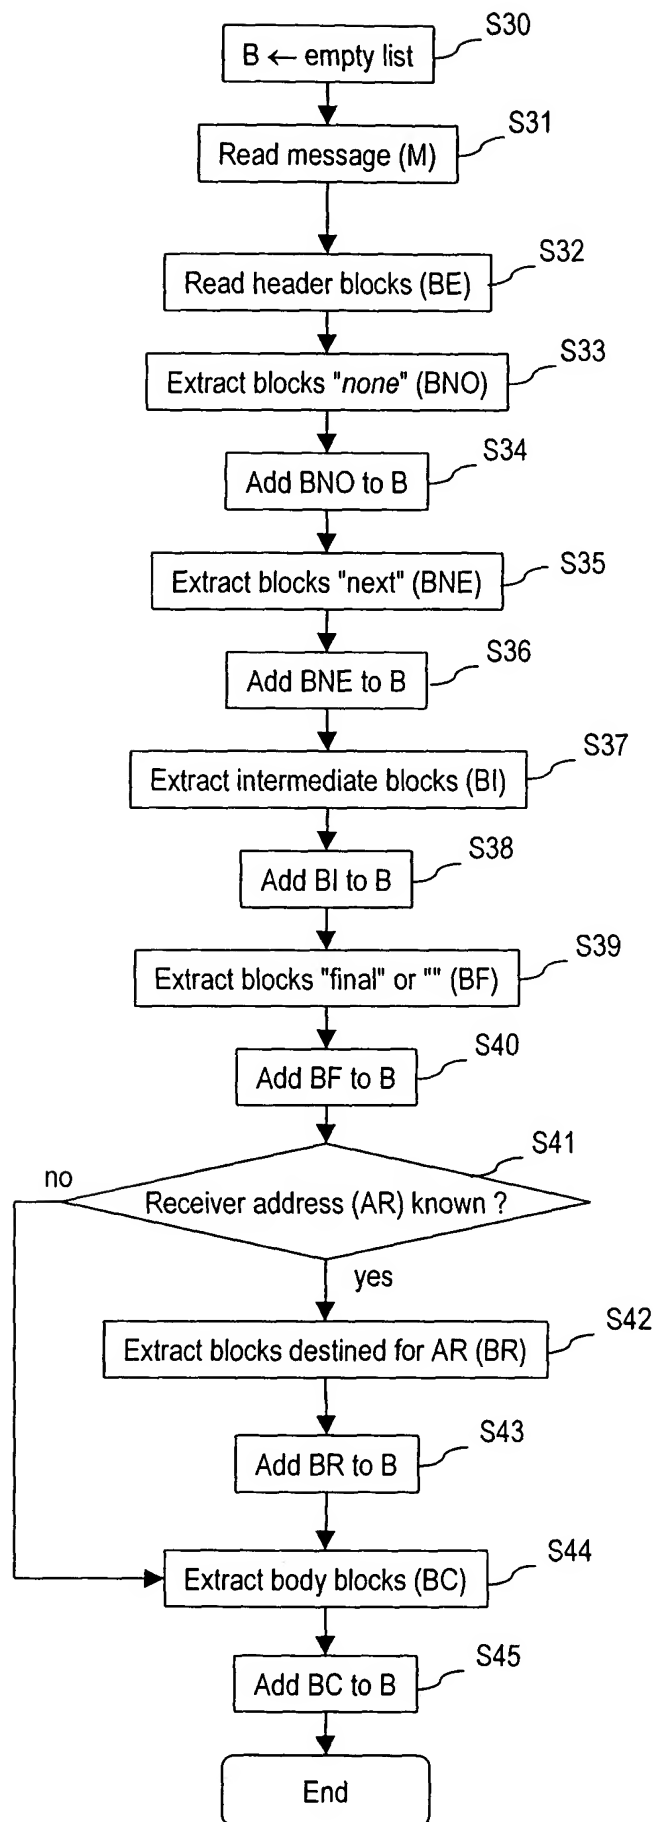 S30
B ← empty list
S31
Read message (M)
S32
Read header blocks (BE)
S33
Extract blocks "none" (BNO)
S34
Add BNO to B
S35
Extract blocks "next" (BNE)
S36
Add BNE to B
S37
Extract intermediate blocks (BI)
S38
Add BI to B
S39
Extract blocks "final" or "" (BF)
S40
Add BF to B
S41
no
Receiver address (AR) known ?
yes
S42
Extract blocks destined for AR (BR)
S43
Add BR to B
S44
Extract body blocks (BC)
S45
Add BC to B
End